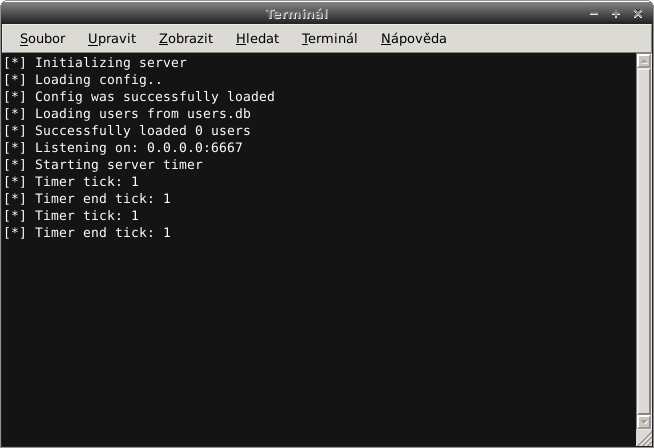 Terminál
Soubor Upravit Zobrazit Hledat Terminál Nápověda
[*] Initializing server
[*] Loading config..
[*] Config was successfully loaded
[*] Loading users from users.db
[*] Successfully loaded 0 users
[*] Listening on: 0.0.0.0:6667
[*] Starting server timer
[*] Timer tick: 1
[*] Timer end tick: 1
[*] Timer tick: 1
[*] Timer end tick: 1